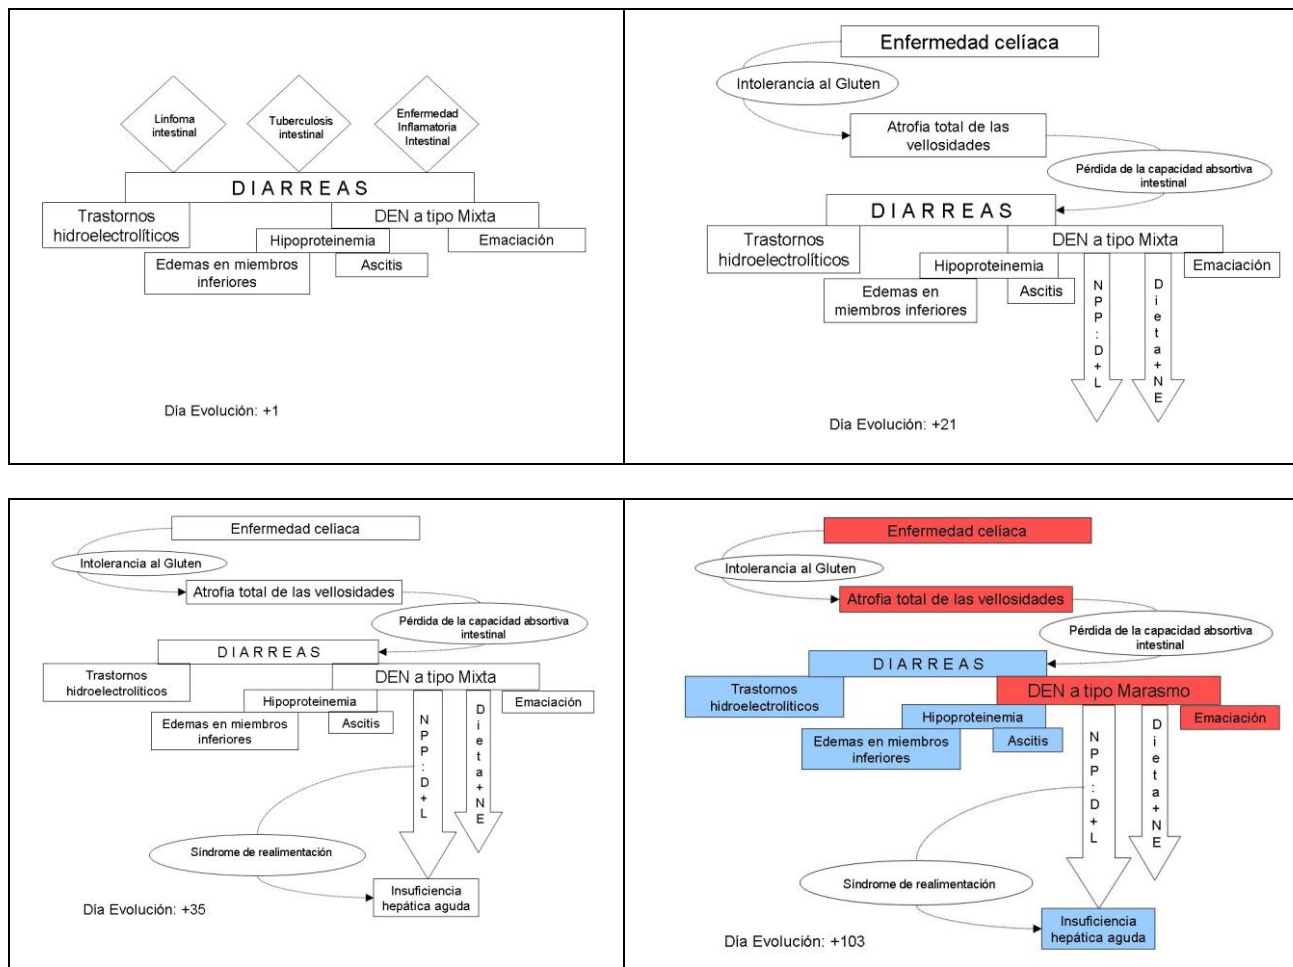 Linfoma
intestinal
Tuberculosis
intestinal
Enfermedad
Inflamatoria
Intestinal
DIARREAS
Trastornos
hidroelectrolíticos
DEN a tipo Mixta
Hipoproteinemia
Emaciación
Edemas en miembros
inferiores
Ascitis
Día Evolución: +1
Enfermedad celíaca
Intolerancia al Gluten
Atrofia total de las
vellosidades
Pérdida de la capacidad absortiva
intestinal
DIARREAS
Trastornos
hidroelectrolíticos
DEN a tipo Mixta
Hipoproteinemia
Emaciación
Edemas en
miembros inferiores
Ascitis
NPP:D+L
Dieta+NE
Día Evolución: +21
Enfermedad celíaca
Intolerancia al Gluten
Atrofia total de las vellosidades
Pérdida de la capacidad absortiva
intestinal
DIARREAS
Trastornos
hidroelectrolíticos
DEN a tipo Mixta
Hipoproteinemia
Emaciación
Edemas en miembros
inferiores
Ascitis
NPP:D+L
Dieta+NE
Síndrome de realimentación
Insuficiencia
hepática aguda
Día Evolución: +35
Enfermedad celíaca
Intolerancia al Gluten
Atrofia total de las vellosidades
Pérdida de la capacidad absortiva
intestinal
DIARREAS
Trastornos
hidroelectrolíticos
DEN a tipo Marasmo
Hipoproteinemia
Emaciación
Edemas en miembros
inferiores
Ascitis
NPP:D+L
Dieta+NE
Síndrome de realimentación
Insuficiencia
hepática aguda
Día Evolución: +103